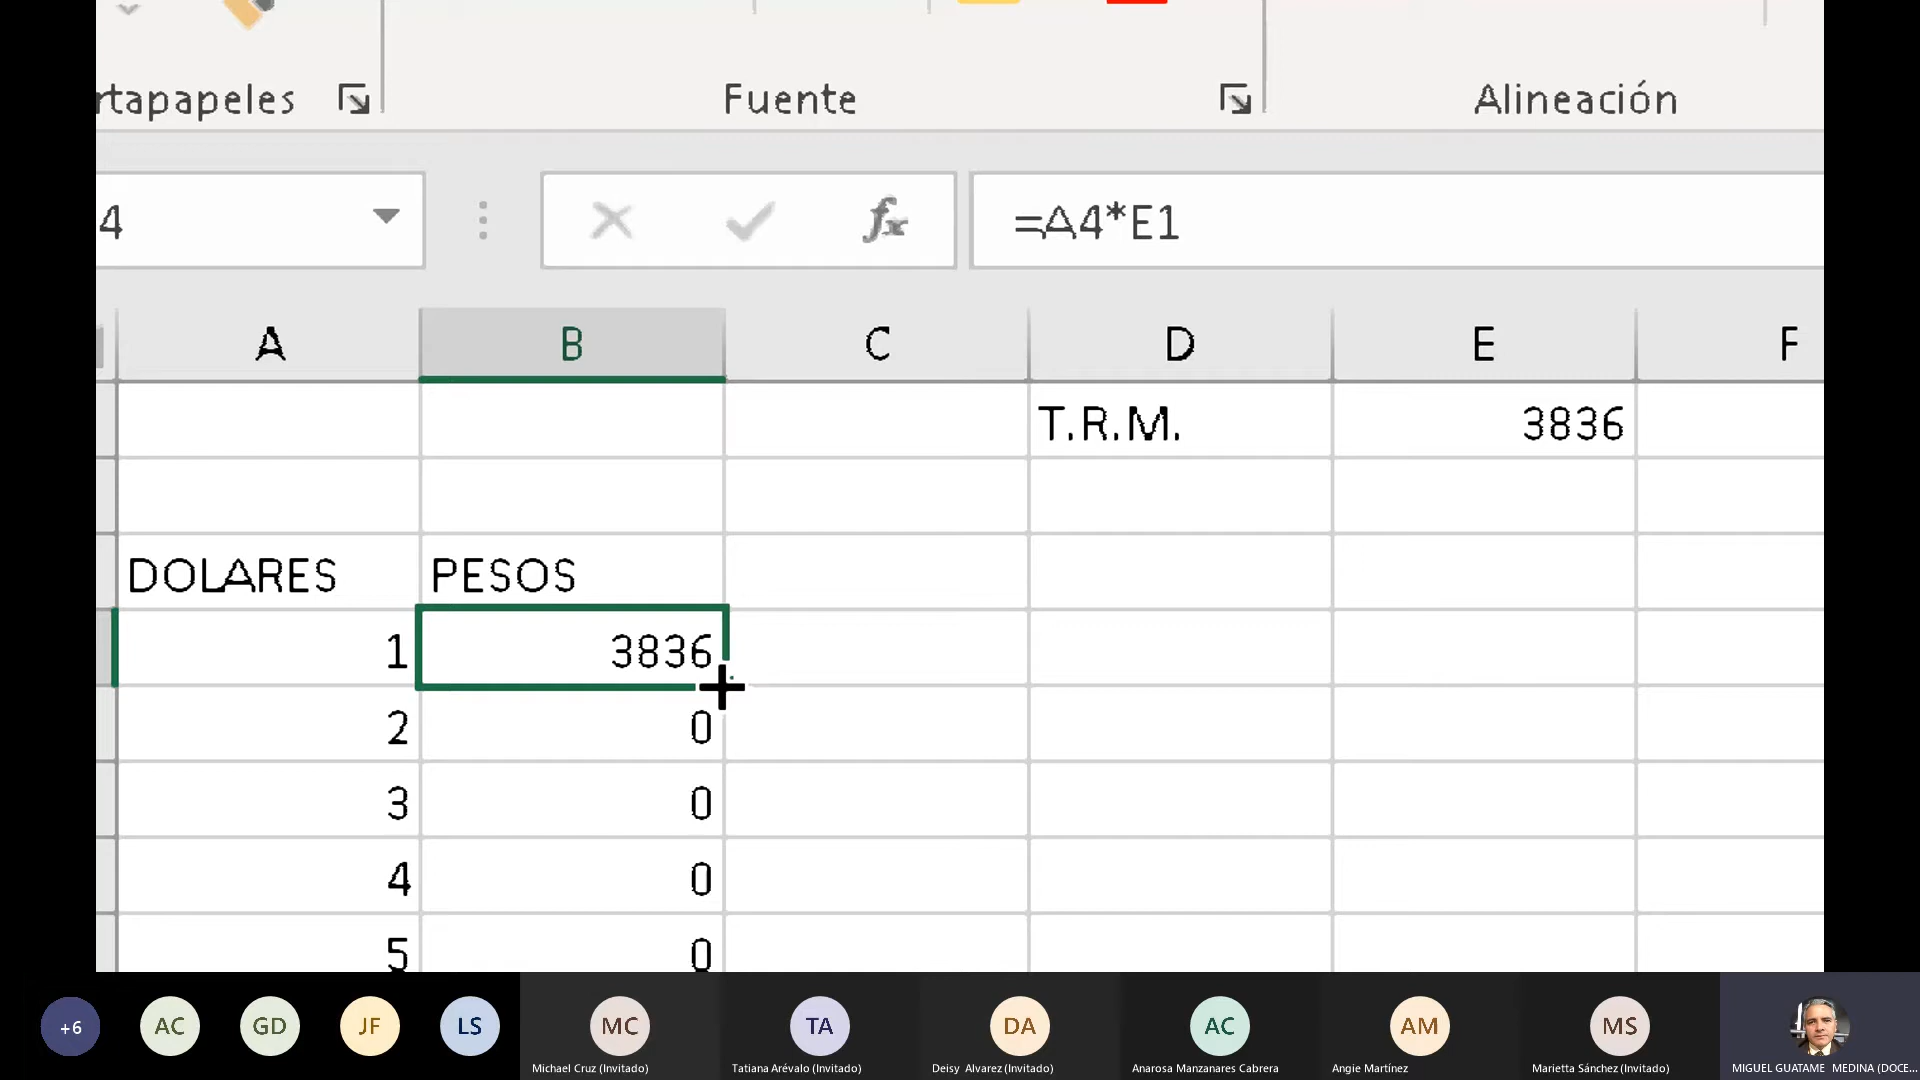 rtapapeles Fuente Alineación
4 fx =A4*E1
A B C D E F
T.R.M. 3836
DOLARES PESOS
1 3836
2 0
3 0
4 0
5 0
+6 AC GD JF LS MC TA DA AC AM MS
Michael Cruz (Invitado) Tatiana Arévalo (Invitado) Deisy Alvarez (Invitado) Anarosa Manzanares Cabrera Angie Martínez Marietta Sánchez (Invitado) MIGUEL GUATAME MEDINA (DOCE...